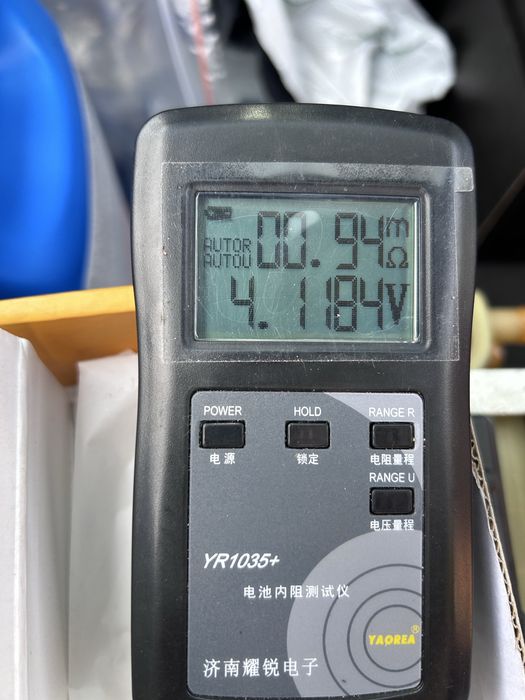 AUTOR 00.94 mΩ
AUTOU
4.1184V
POWER HOLD RANGE R
电源 锁定 电阻量程
RANGE U
电压量程
YR1035+
电池内阻测试仪
YAOREA®
济南耀锐电子